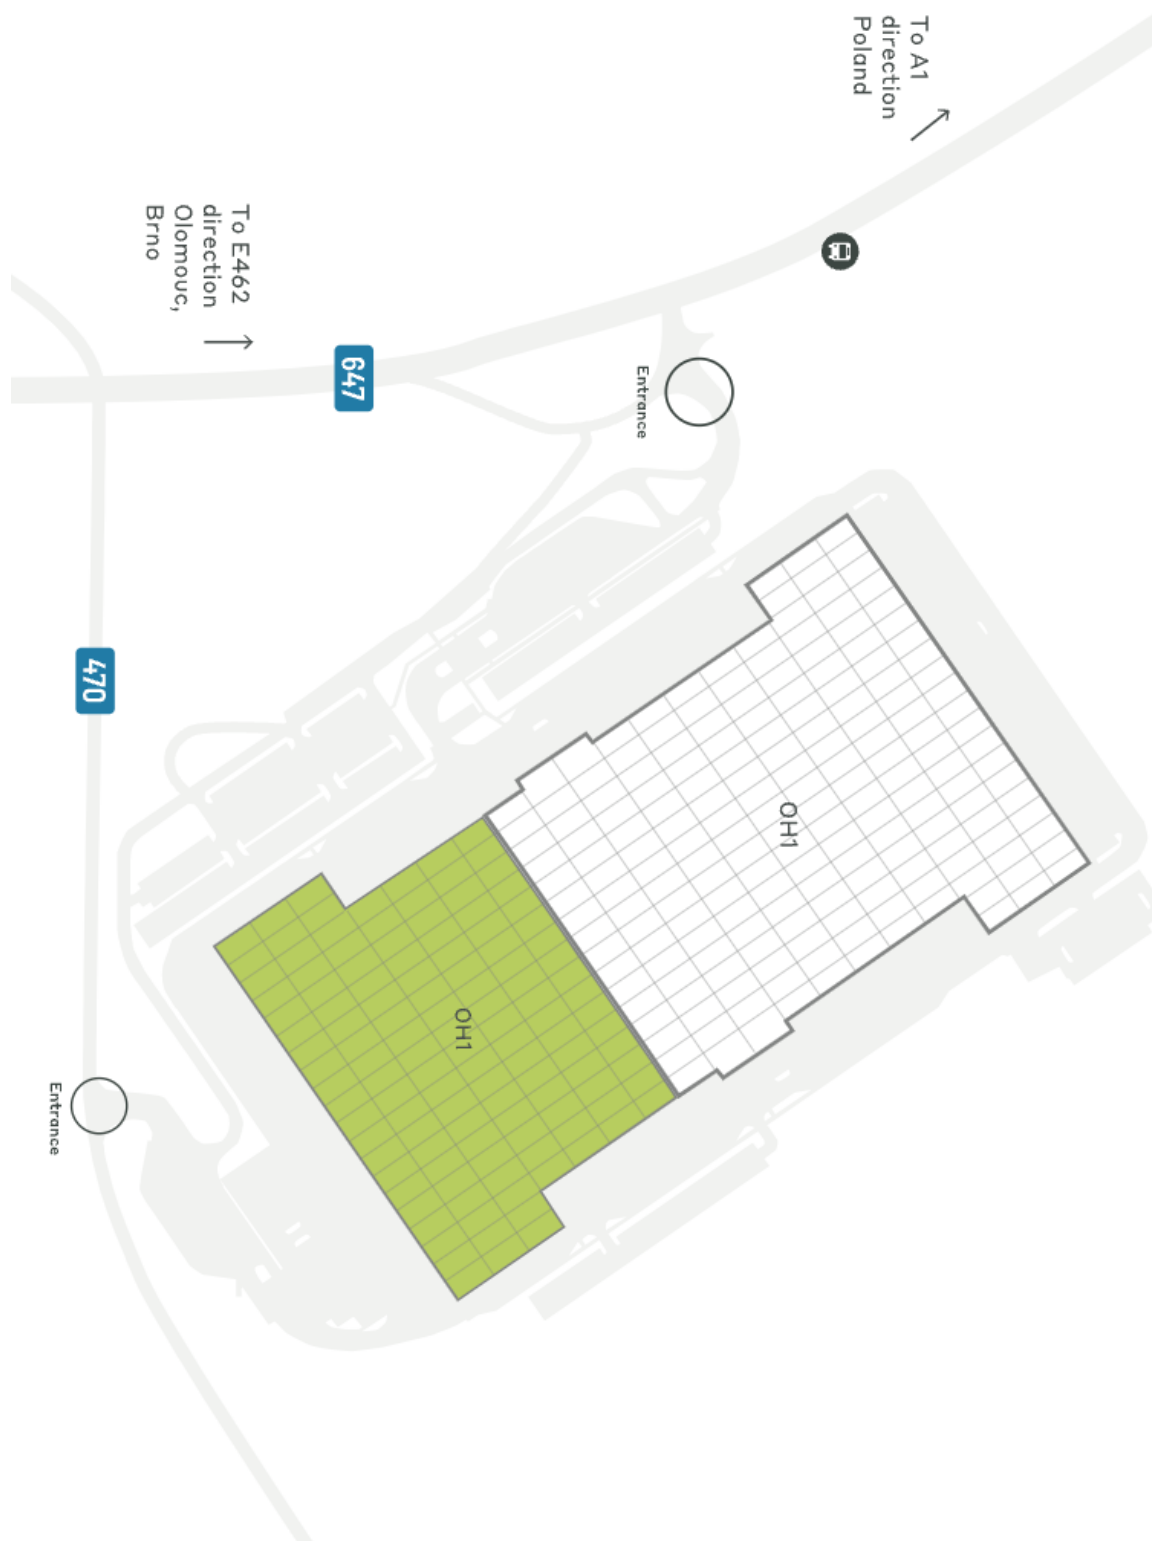 To A1
direction
Poland
To E462
direction
Olomouc,
Brno
647
Entrance
470
OH1
OH1
Entrance